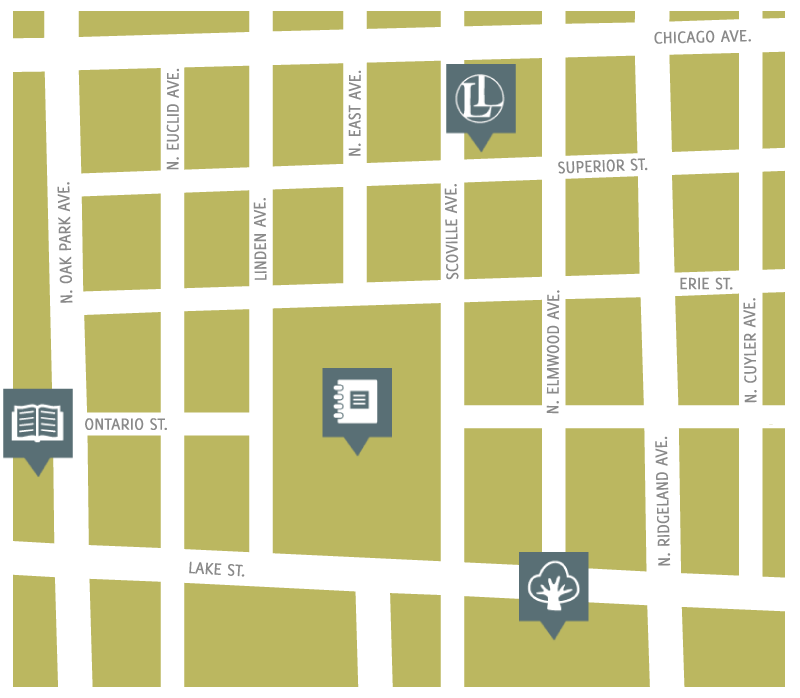 CHICAGO AVE.
N. EUCLID AVE.
N. EAST AVE.
LL
SUPERIOR ST.
N. OAK PARK AVE.
LINDEN AVE.
SCOVILLE AVE.
ERIE ST.
N. ELMWOOD AVE.
N. CUYLER AVE.
ONTARIO ST.
N. RIDGELAND AVE.
LAKE ST.